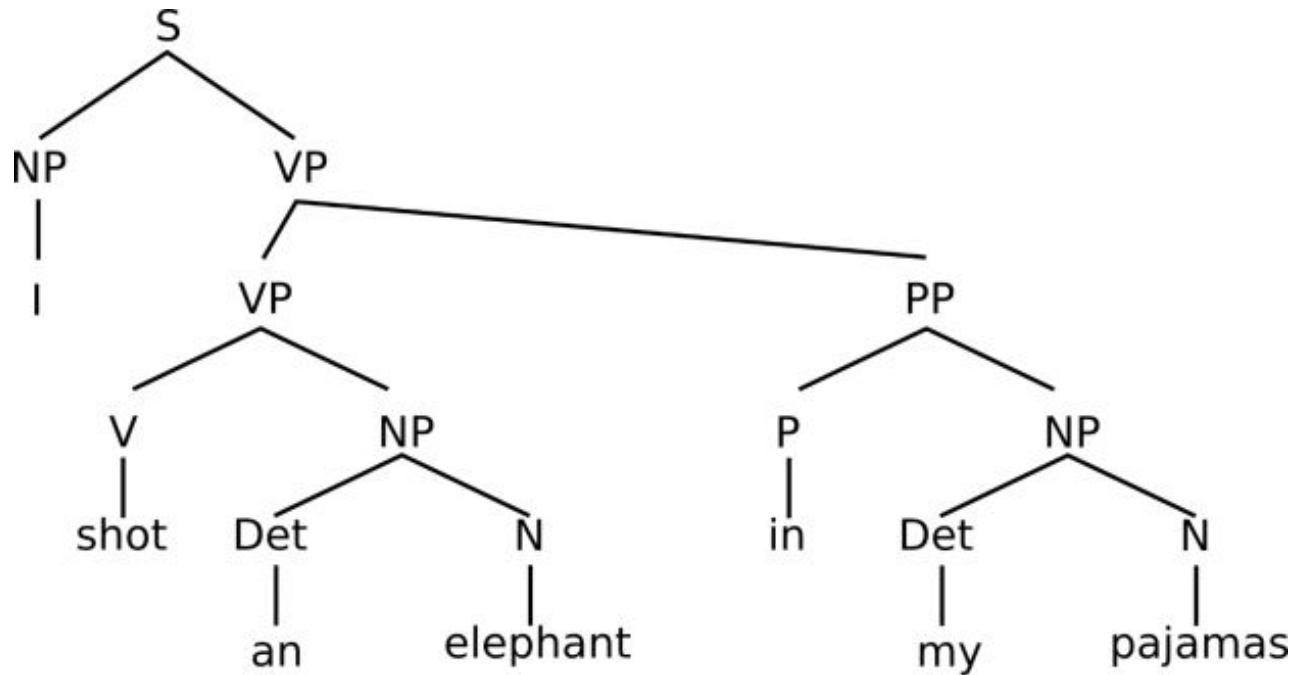 S
NP VP
I VP PP
V NP P NP
shot Det N in Det N
an elephant my pajamas